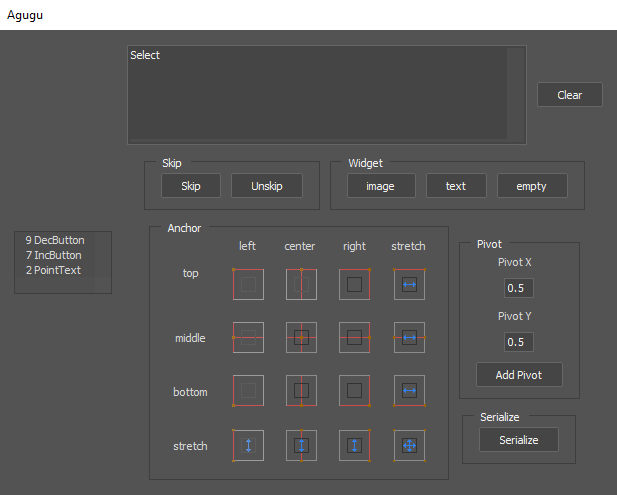 Agugu
Select
Clear
Skip
Skip Unskip
Widget
image text empty
9 DecButton
7 IncButton
2 PointText
Anchor
left center right stretch
top
middle
bottom
stretch
Pivot
Pivot X
0.5
Pivot Y
0.5
Add Pivot
Serialize
Serialize